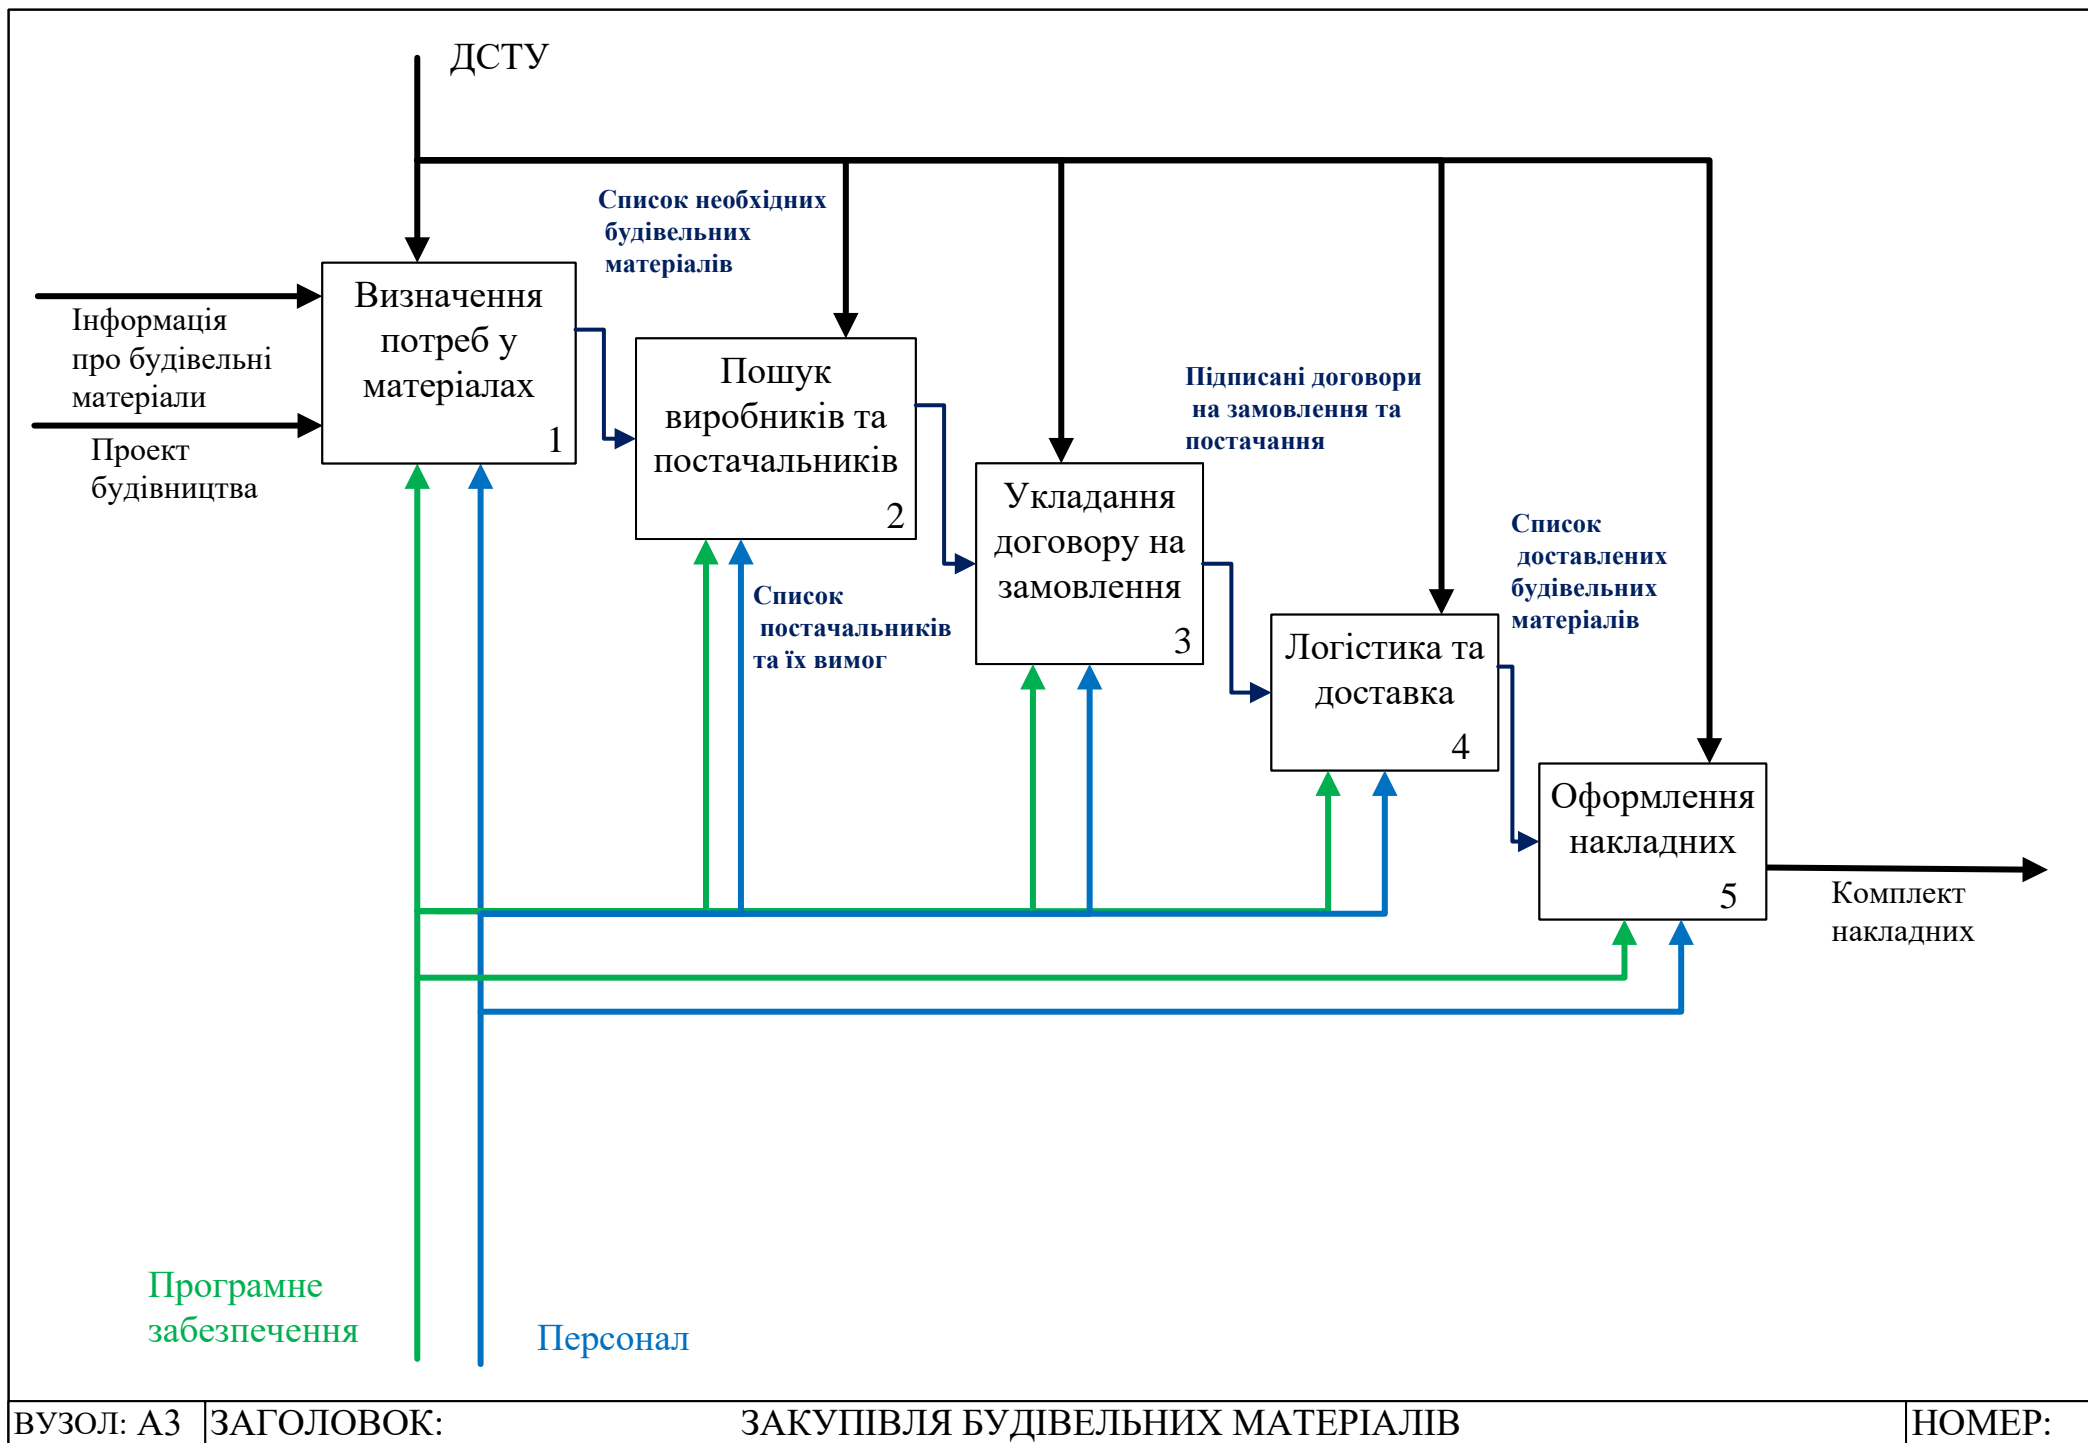 ДСТУ
Список необхідних
будівельних
матеріалів
Визначення
потреб у
матеріалах
1
Інформація
про будівельні
матеріали
Проект
будівництва
Пошук
виробників та
постачальників
2
Підписані договори
на замовлення та
постачання
Укладання
договору на
замовлення
3
Список
постачальників
та їх вимог
Список
доставлених
будівельних
матеріалів
Логістика та
доставка
4
Оформлення
накладних
5
Комплект
накладних
Програмне
забезпечення
Персонал
ВУЗОЛ: А3 ЗАГОЛОВОК: ЗАКУПІВЛЯ БУДІВЕЛЬНИХ МАТЕРІАЛІВ НОМЕР: